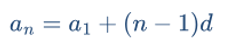 aₙ = a₁ + (n − 1)d